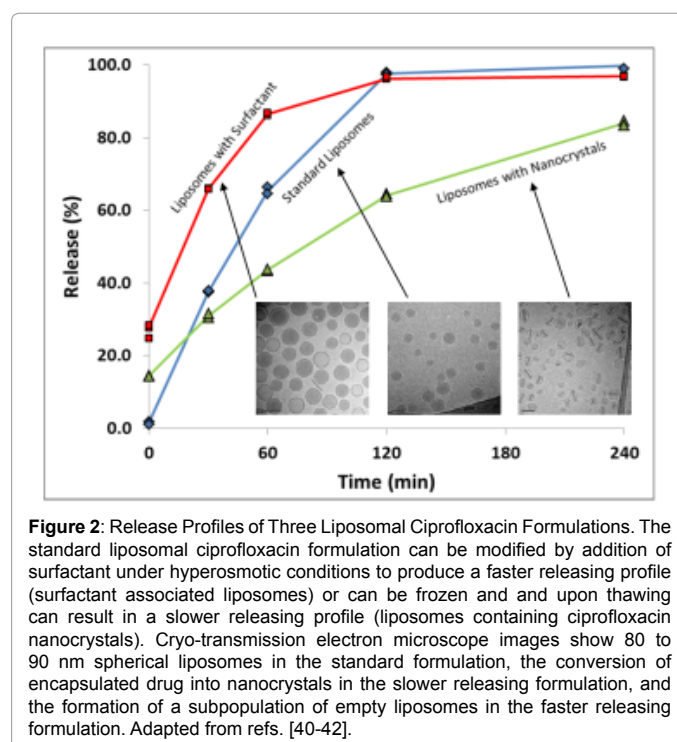 100.0
80.0
60.0
40.0
20.0
0.0
Release (%)
Liposomes with Surfactant
Standard Liposomes
Liposomes with Nanocrystals
0 60 120 180 240
Time (min)
Figure 2: Release Profiles of Three Liposomal Ciprofloxacin Formulations. The
standard liposomal ciprofloxacin formulation can be modified by addition of
surfactant under hyperosmotic conditions to produce a faster releasing profile
(surfactant associated liposomes) or can be frozen and and upon thawing
can result in a slower releasing profile (liposomes containing ciprofloxacin
nanocrystals). Cryo-transmission electron microscope images show 80 to
90 nm spherical liposomes in the standard formulation, the conversion of
encapsulated drug into nanocrystals in the slower releasing formulation, and
the formation of a subpopulation of empty liposomes in the faster releasing
formulation. Adapted from refs. [40-42].